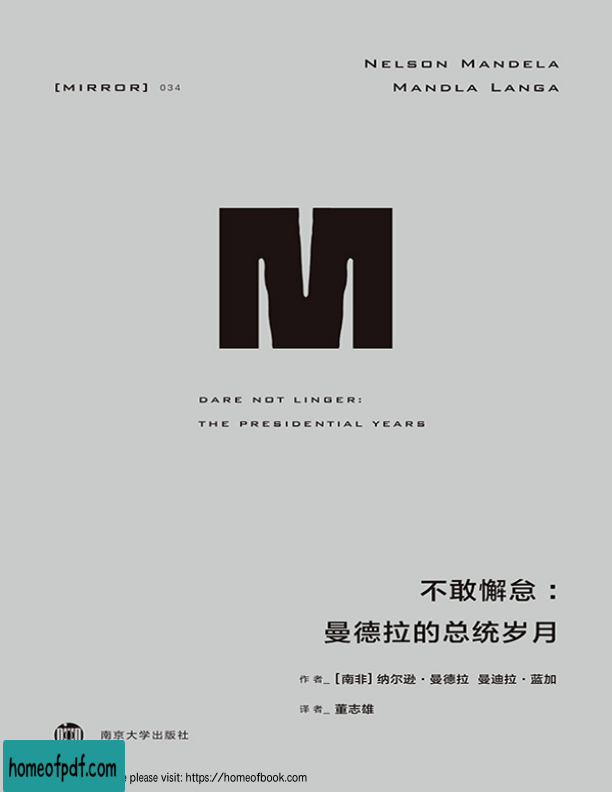 NELSON MANDELA
[MIRROR] 034
MANDLA LANGA
M
DARE NOT LINGER:
THE PRESIDENTIAL YEARS
不敢懈怠：
曼德拉的总统岁月
作者_ [南非] 纳尔逊·曼德拉 曼迪拉·蓝加
译者_ 董志雄
南京大学出版社
homeofpdf.com
please visit: https://homeofbook.com